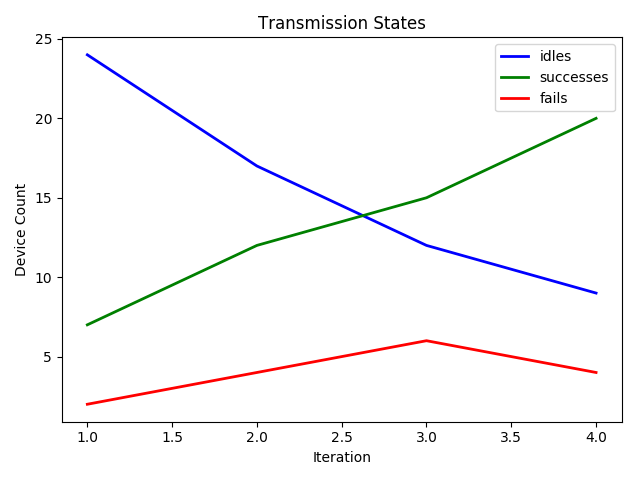 Transmission States
idles
successes
fails
Device Count
25
20
15
10
5
1.0 1.5 2.0 2.5 3.0 3.5 4.0
Iteration